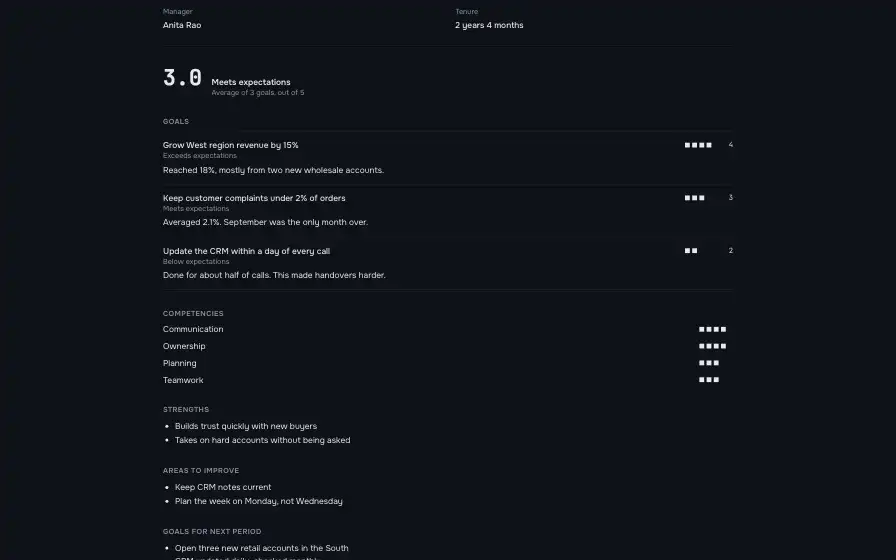 Manager
Tenure
Anita Rao
2 years 4 months
3.0
Meets expectations
Average of 3 goals, out of 5
GOALS
Grow West region revenue by 15%
4
Exceeds expectations
Reached 18%, mostly from two new wholesale accounts.
Keep customer complaints under 2% of orders
3
Meets expectations
Averaged 2.1%. September was the only month over.
Update the CRM within a day of every call
2
Below expectations
Done for about half of calls. This made handovers harder.
COMPETENCIES
Communication
Ownership
Planning
Teamwork
STRENGTHS
• Builds trust quickly with new buyers
• Takes on hard accounts without being asked
AREAS TO IMPROVE
• Keep CRM notes current
• Plan the week on Monday, not Wednesday
GOALS FOR NEXT PERIOD
• Open three new retail accounts in the South
• CRM updated daily, checked monthly